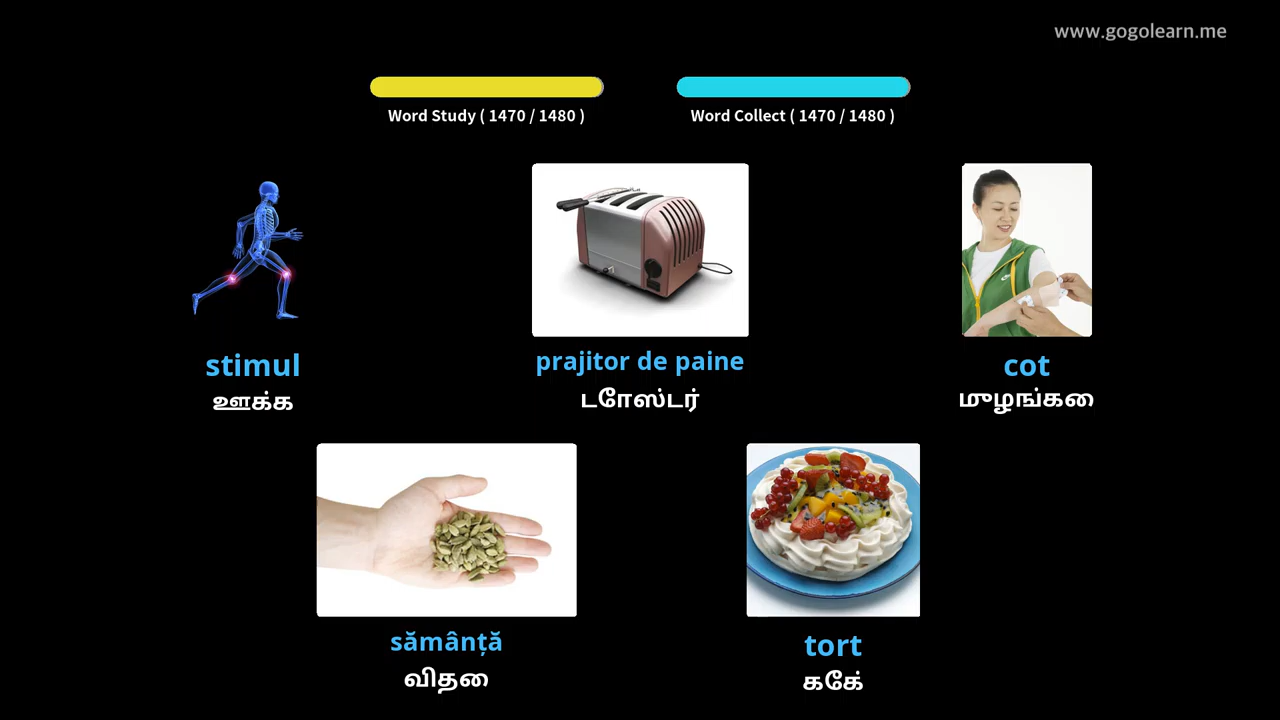 www.gogolearn.me
Word Study ( 1470 / 1480 )
Word Collect ( 1470 / 1480 )
stimul
ஊக்க
prajitor de paine
டோஸ்டர்
cot
முழங்கை
sămânță
விதை
tort
கேக்